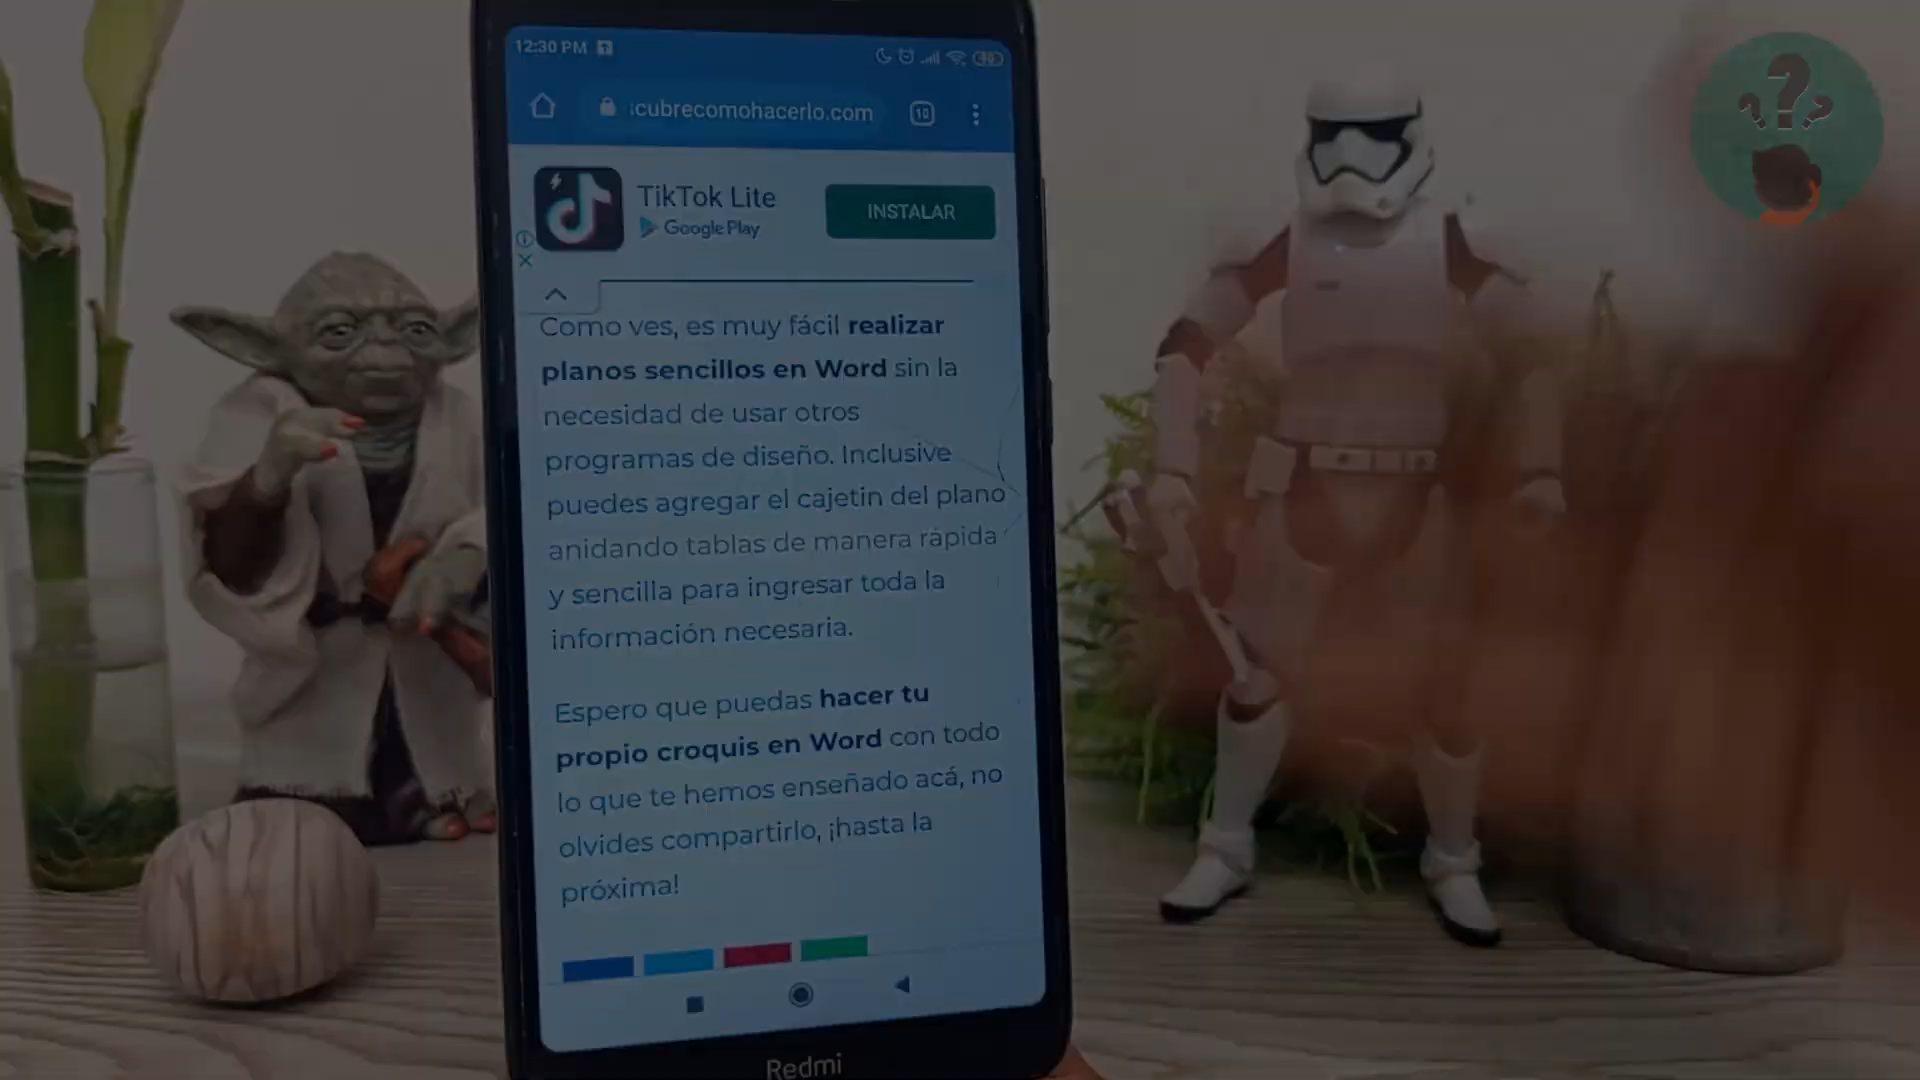 12:30 PM
cubrecomohacerlo.com
10
TikTok Lite
Google Play
INSTALAR
Como ves, es muy fácil realizar
planos sencillos en Word sin la
necesidad de usar otros
programas de diseño. Inclusive
puedes agregar el cajetin del plano
anidando tablas de manera rápida
y sencilla para ingresar toda la
información necesaria.
Espero que puedas hacer tu
propio croquis en Word con todo
lo que te hemos enseñado acá, no
olvides compartirlo, ¡hasta la
próxima!
Redmi